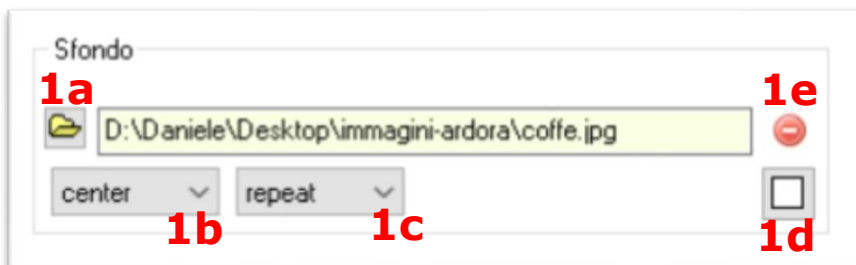 Sfondo
1a
1e
D:\Daniele\Desktop\immagini-ardora\coffe.jpg
center
repeat
1b
1c
1d